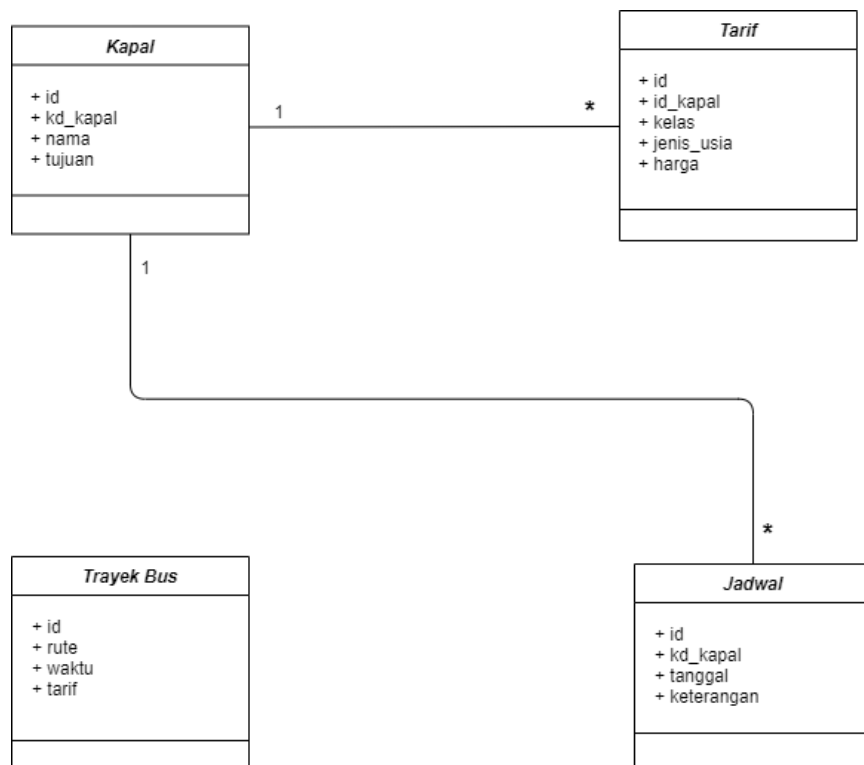 Kapal
+ id
+ kd_kapal
+ nama
+ tujuan
1
*
Tarif
+ id
+ id_kapal
+ kelas
+ jenis_usia
+ harga
1
*
Trayek Bus
+ id
+ rute
+ waktu
+ tarif
Jadwal
+ id
+ kd_kapal
+ tanggal
+ keterangan